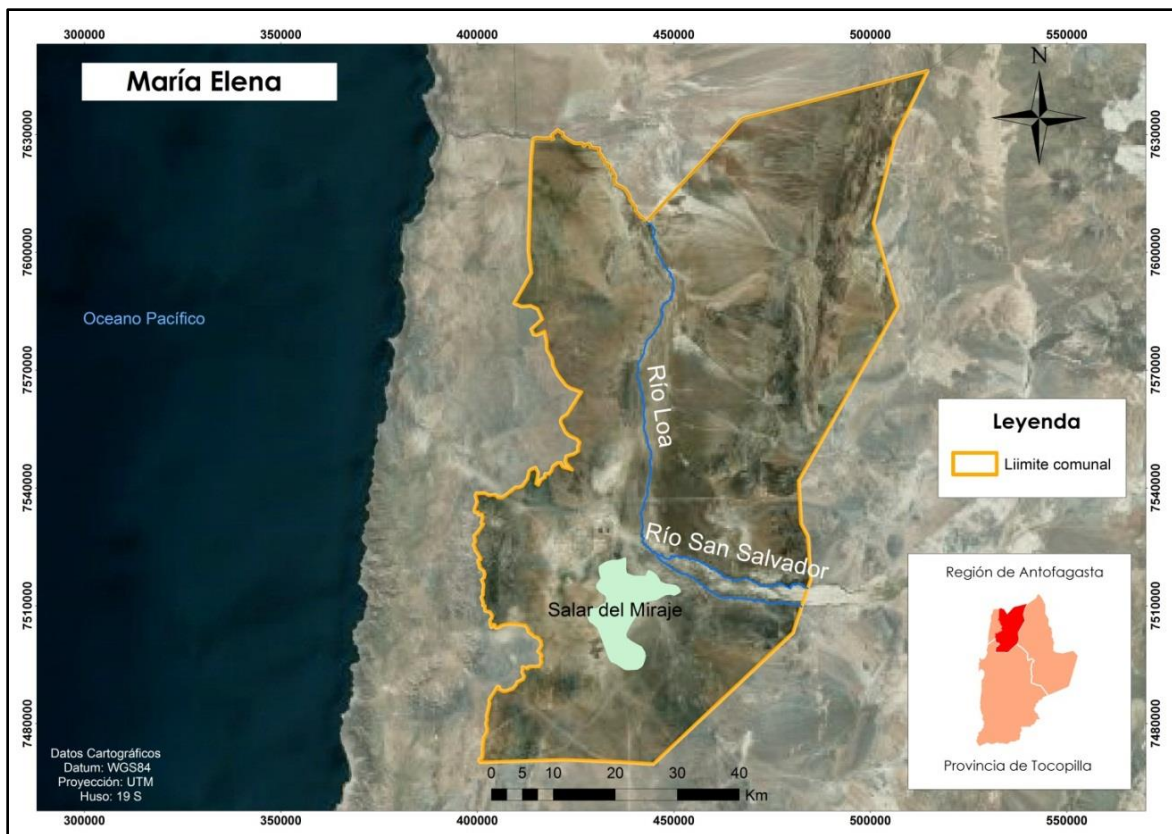 300000 350000 400000 450000 500000 550000
María Elena
N
7630000 7630000
7600000 7600000
Oceano Pacífico
7570000 7570000
Río Loa
Leyenda
Liimite comunal
7540000 7540000
Río San Salvador
Región de Antofagasta
Salar del Miraje
7510000 7510000
7480000 7480000
Datos Cartográficos
Datum: WGS84
Proyección: UTM
Huso: 19 S
0 5 10 20 30 40
Km
Provincia de Tocopilla
300000 350000 400000 450000 500000 550000